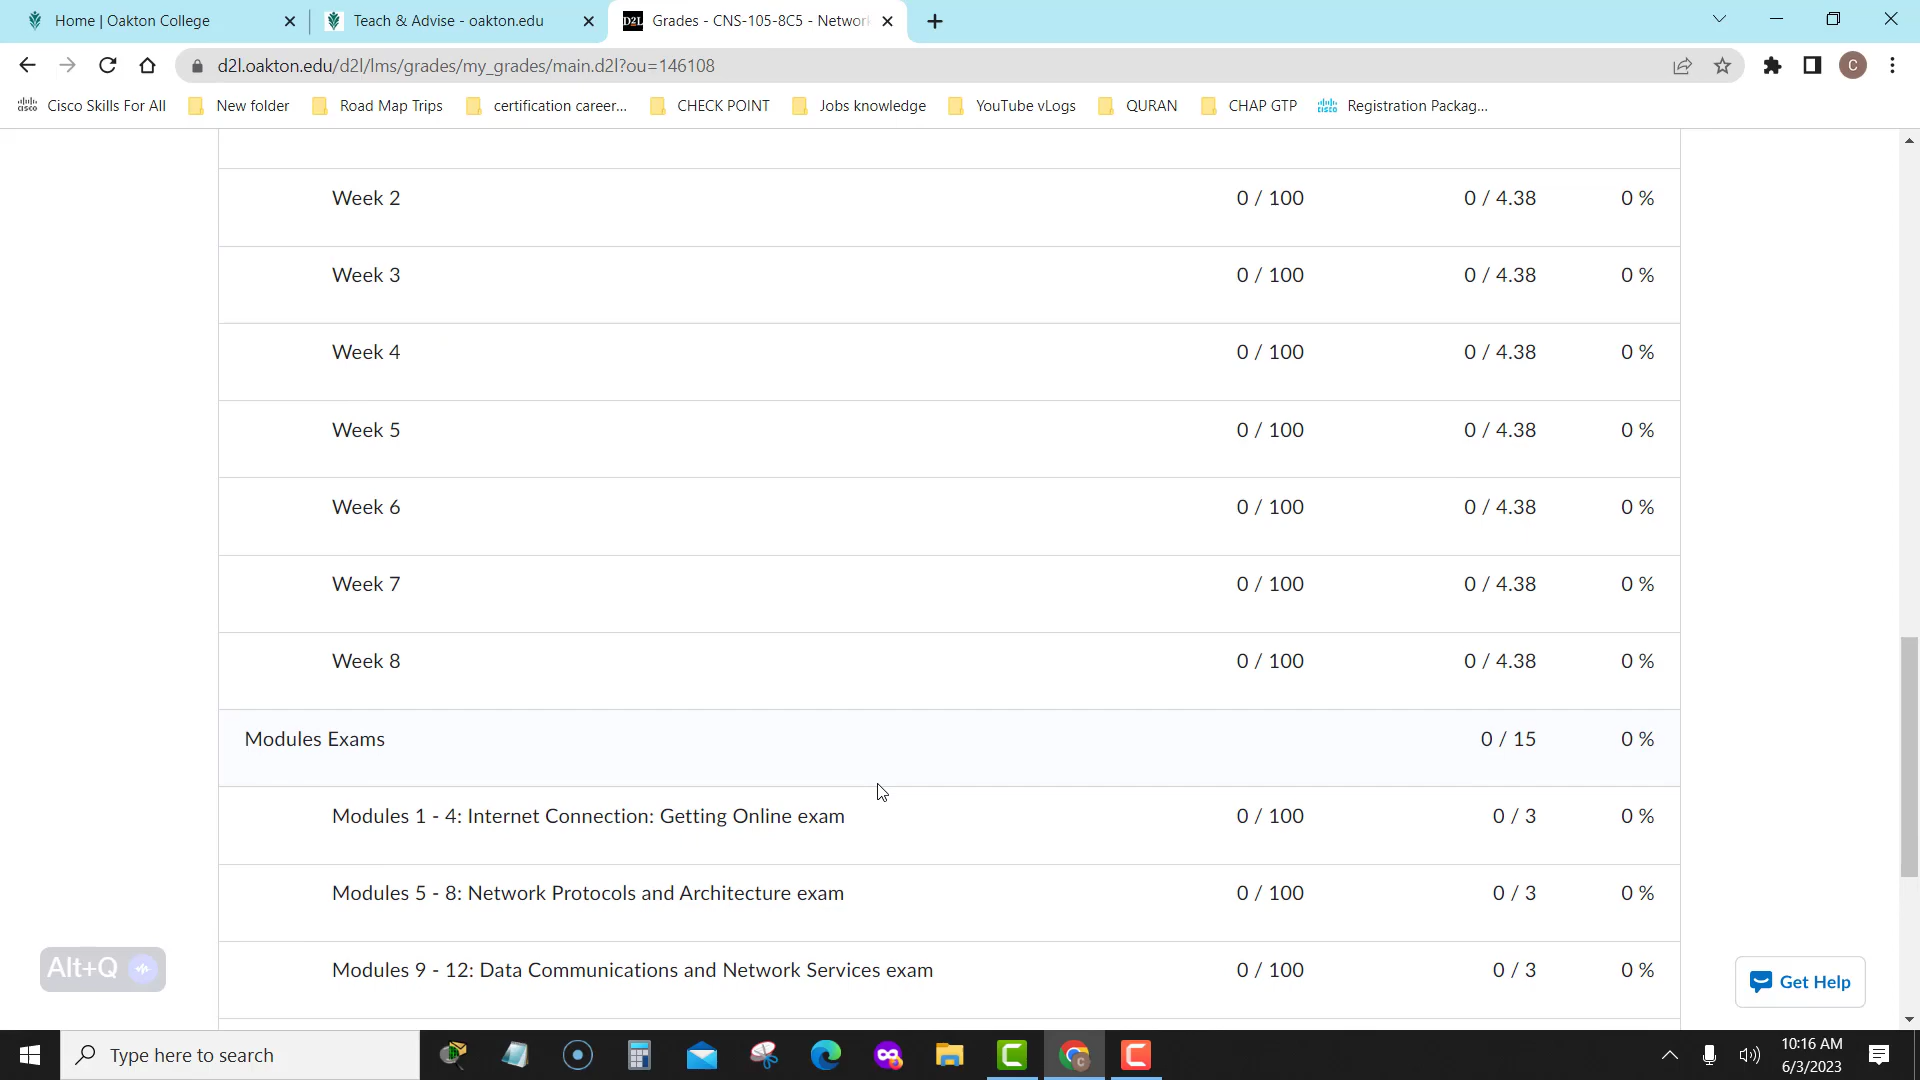 Home | Oakton College
Teach & Advise - oakton.edu
D2L Grades - CNS-105-8C5 - Networ
d2l.oakton.edu/d2l/lms/grades/my_grades/main.d2l?ou=146108
C
cisco Cisco Skills For All New folder Road Map Trips certification career... CHECK POINT Jobs knowledge YouTube vLogs QURAN CHAP GTP cisco Registration Packag...
Week 2 0 / 100 0 / 4.38 0 %
Week 3 0 / 100 0 / 4.38 0 %
Week 4 0 / 100 0 / 4.38 0 %
Week 5 0 / 100 0 / 4.38 0 %
Week 6 0 / 100 0 / 4.38 0 %
Week 7 0 / 100 0 / 4.38 0 %
Week 8 0 / 100 0 / 4.38 0 %
Modules Exams 0 / 15 0 %
Modules 1 - 4: Internet Connection: Getting Online exam 0 / 100 0 / 3 0 %
Modules 5 - 8: Network Protocols and Architecture exam 0 / 100 0 / 3 0 %
Modules 9 - 12: Data Communications and Network Services exam 0 / 100 0 / 3 0 %
Alt+Q
Get Help
Type here to search
10:16 AM
6/3/2023